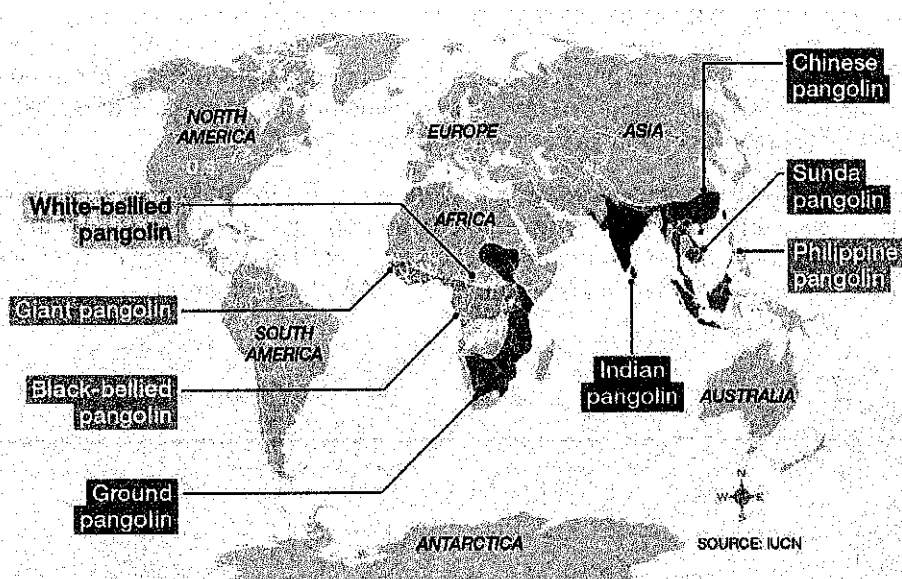 Chinese
pangolin
NORTH
AMERICA
EUROPE
ASIA
Sunda
pangolin
White-bellied
pangolin
AFRICA
Philippine
pangolin
Giant pangolin
SOUTH
AMERICA
Indian
pangolin
Black-bellied
pangolin
AUSTRALIA
Ground
pangolin
N
W
E
S
ANTARCTICA
SOURCE: IUCN